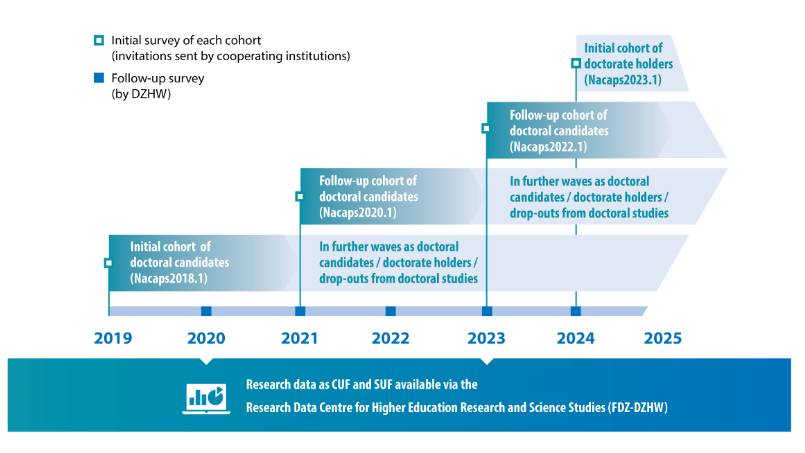 Initial survey of each cohort
(invitations sent by cooperating institutions)
Follow-up survey
(by DZHW)
Initial cohort of
doctorate holders
(Nacaps2023.1)
Follow-up cohort of
doctoral candidates
(Nacaps2022.1)
Follow-up cohort of
doctoral candidates
(Nacaps2020.1)
In further waves as doctoral
candidates / doctorate holders /
drop-outs from doctoral studies
Initial cohort of
doctoral candidates
(Nacaps2018.1)
In further waves as doctoral
candidates / doctorate holders /
drop-outs from doctoral studies
2019 2020 2021 2022 2023 2024 2025
Research data as CUF and SUF available via the
Research Data Centre for Higher Education Research and Science Studies (FDZ-DZHW)